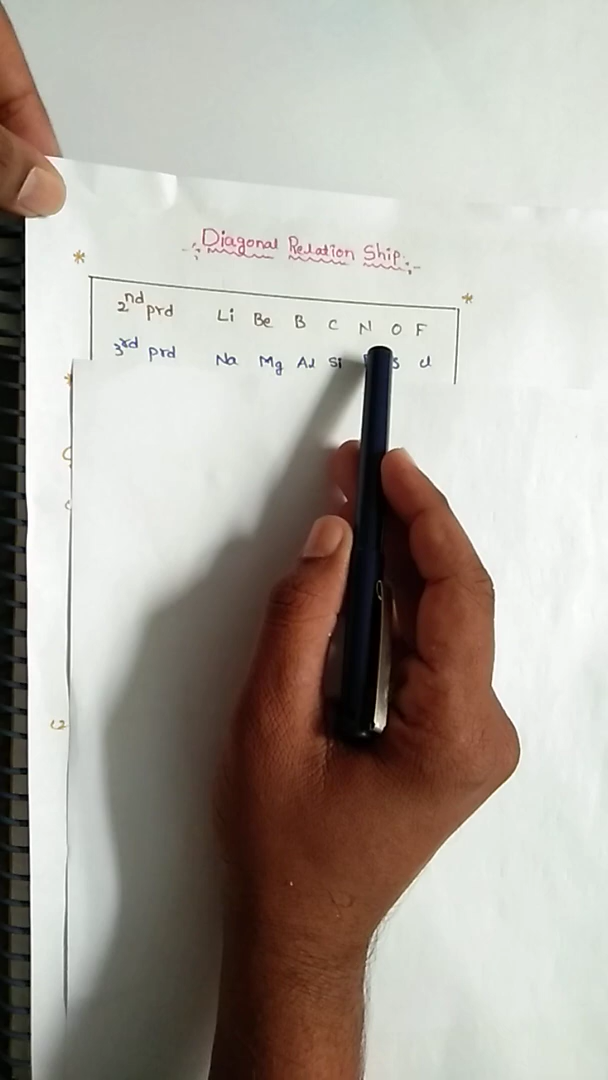 Diagonal Relation Ship
2nd prd Li Be B C N O F
3rd prd Na Mg Al Si S Cl